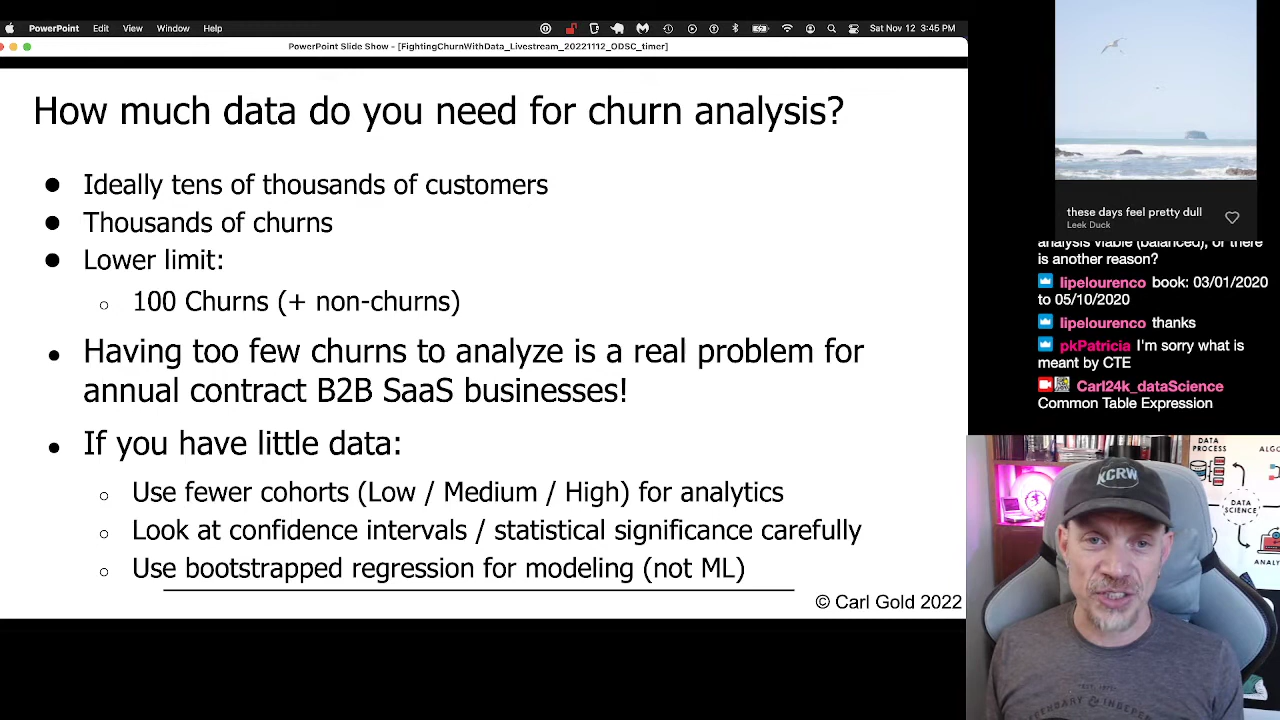 PowerPoint Edit View Window Help Sat Nov 12 3:45 PM
PowerPoint Slide Show - [FightingChurnWithData_Livestream_20221112_ODSC_timer]
How much data do you need for churn analysis?
● Ideally tens of thousands of customers
● Thousands of churns
● Lower limit:
○ 100 Churns (+ non-churns)
• Having too few churns to analyze is a real problem for
annual contract B2B SaaS businesses!
• If you have little data:
○ Use fewer cohorts (Low / Medium / High) for analytics
○ Look at confidence intervals / statistical significance carefully
○ Use bootstrapped regression for modeling (not ML)
© Carl Gold 2022
these days feel pretty dull
Leek Duck
analysis viable (balanced), or there
is another reason?
lipelourenco book: 03/01/2020
to 05/10/2020
lipelourenco thanks
pkPatricia I'm sorry what is
meant by CTE
Carl24k_dataScience
Common Table Expression
KCRW
DATA
PROCESS
DATA
SCIENCE